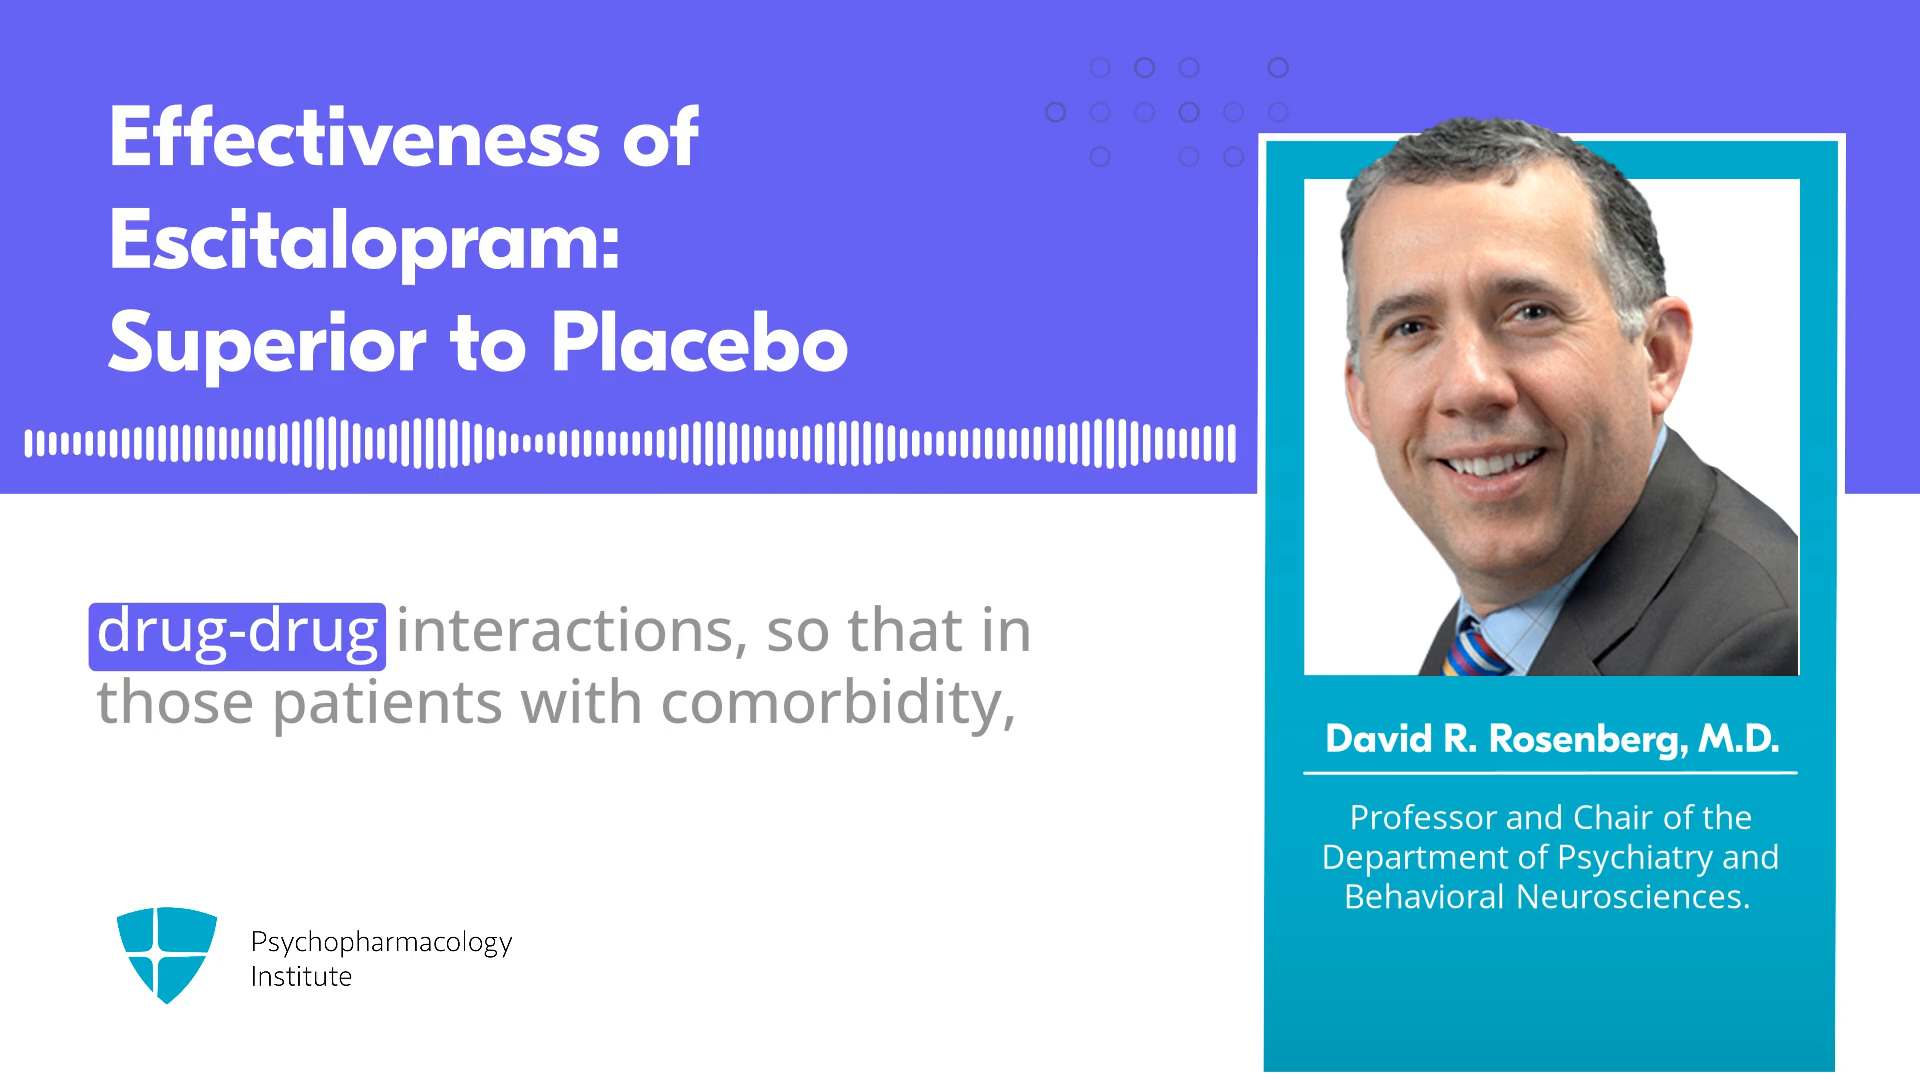 Effectiveness of
Escitalopram:
Superior to Placebo
drug-drug interactions, so that in
those patients with comorbidity,
Psychopharmacology
Institute
David R. Rosenberg, M.D.
Professor and Chair of the
Department of Psychiatry and
Behavioral Neurosciences.